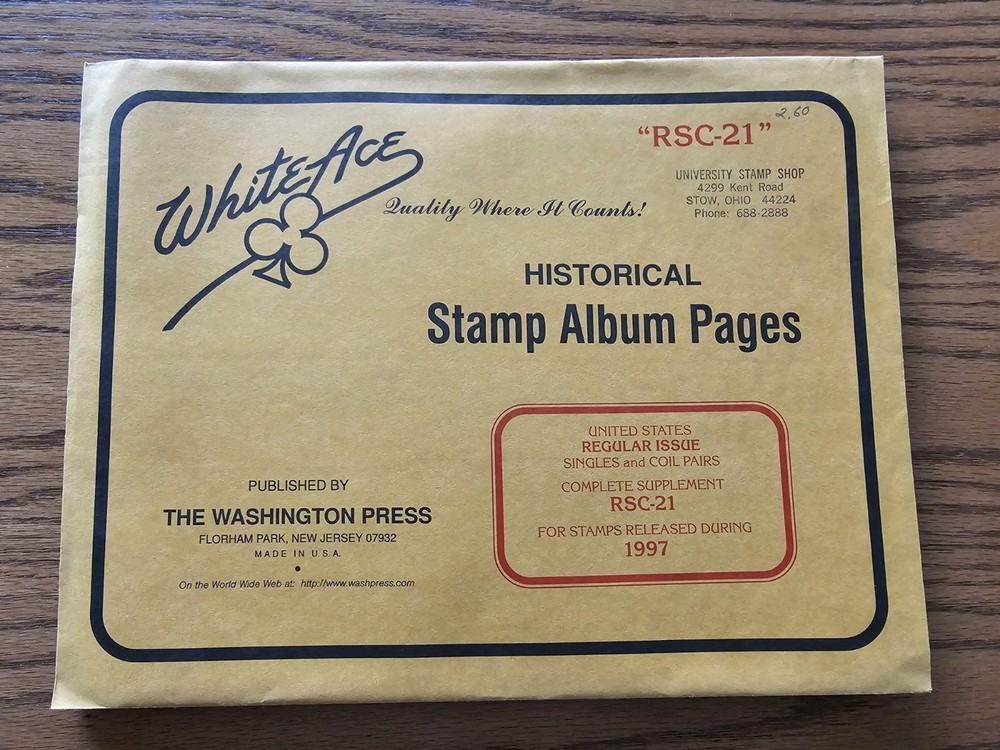 White Ace
Quality Where It Counts!
"RSC-21"
2,60
UNIVERSITY STAMP SHOP
4299 Kent Road
STOW, OHIO 44224
Phone: 688-2888
HISTORICAL
Stamp Album Pages
UNITED STATES
REGULAR ISSUE
SINGLES and COIL PAIRS
COMPLETE SUPPLEMENT
RSC-21
FOR STAMPS RELEASED DURING
1997
PUBLISHED BY
THE WASHINGTON PRESS
FLORHAM PARK, NEW JERSEY 07932
MADE IN U.S.A.
On the World Wide Web at: http://www.washpress.com